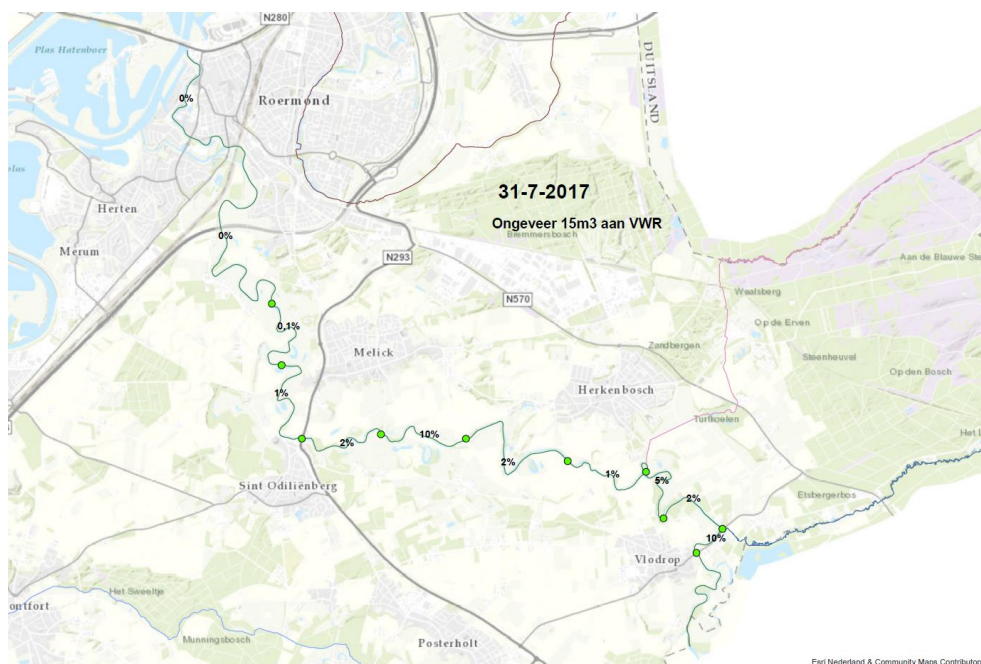 N280
Plas Hatenboer
DUITSLAND
0%
Roermond
31-7-2017
Herten
Ongeveer 15m3 aan VWR
Bremmersbosch
0%
Merum
N293
Aan de Blauwe Ste
Waalsberg
N570
Op de Erven
0,1%
Zandbergen
Melick
Steenheuvel
Herkenbosch
Op den Bosch
1%
Turfkoelen
2%
10%
Het
2%
1%
5%
Sint Odiliënberg
2%
Etsbergerbos
10%
Vlodrop
Het Sweeltje
ontfort
Munningsbosch
Posterholt
Esri Nederland & Community Maps Contributor